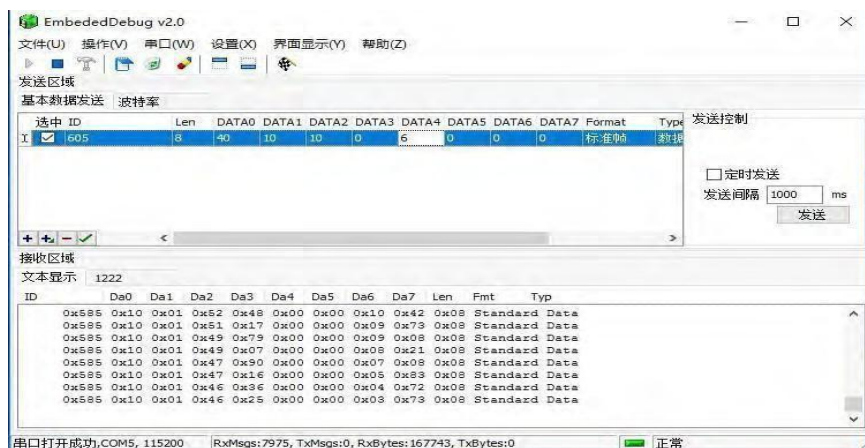 EmbededDebug v2.0
文件(U) 操作(V) 串口(W) 设置(X) 界面显示(Y) 帮助(Z)
发送区域
基本数据发送 波特率
选中 ID Len DATA0 DATA1 DATA2 DATA3 DATA4 DATA5 DATA6 DATA7 Format Type 发送控制
605 8 40 10 10 0 6 0 0 0 标准帧 数据
定时发送
发送间隔 1000 ms
发送
接收区域
文本显示 1222
ID Da0 Da1 Da2 Da3 Da4 Da5 Da6 Da7 Len Fmt Typ
0x585 0x10 0x01 0x52 0x48 0x00 0x00 0x10 0x42 0x08 Standard Data
0x585 0x10 0x01 0x51 0x17 0x00 0x00 0x09 0x73 0x08 Standard Data
0x585 0x10 0x01 0x49 0x79 0x00 0x00 0x09 0x08 0x08 Standard Data
0x585 0x10 0x01 0x49 0x07 0x00 0x00 0x08 0x21 0x08 Standard Data
0x585 0x10 0x01 0x47 0x90 0x00 0x00 0x07 0x08 0x08 Standard Data
0x585 0x10 0x01 0x47 0x16 0x00 0x00 0x05 0x83 0x08 Standard Data
0x585 0x10 0x01 0x46 0x36 0x00 0x00 0x04 0x72 0x08 Standard Data
0x585 0x10 0x01 0x46 0x25 0x00 0x00 0x03 0x73 0x08 Standard Data
串口打开成功,COM5, 115200 RxMsgs:7975, TxMsgs:0, RxBytes:167743, TxBytes:0 正常